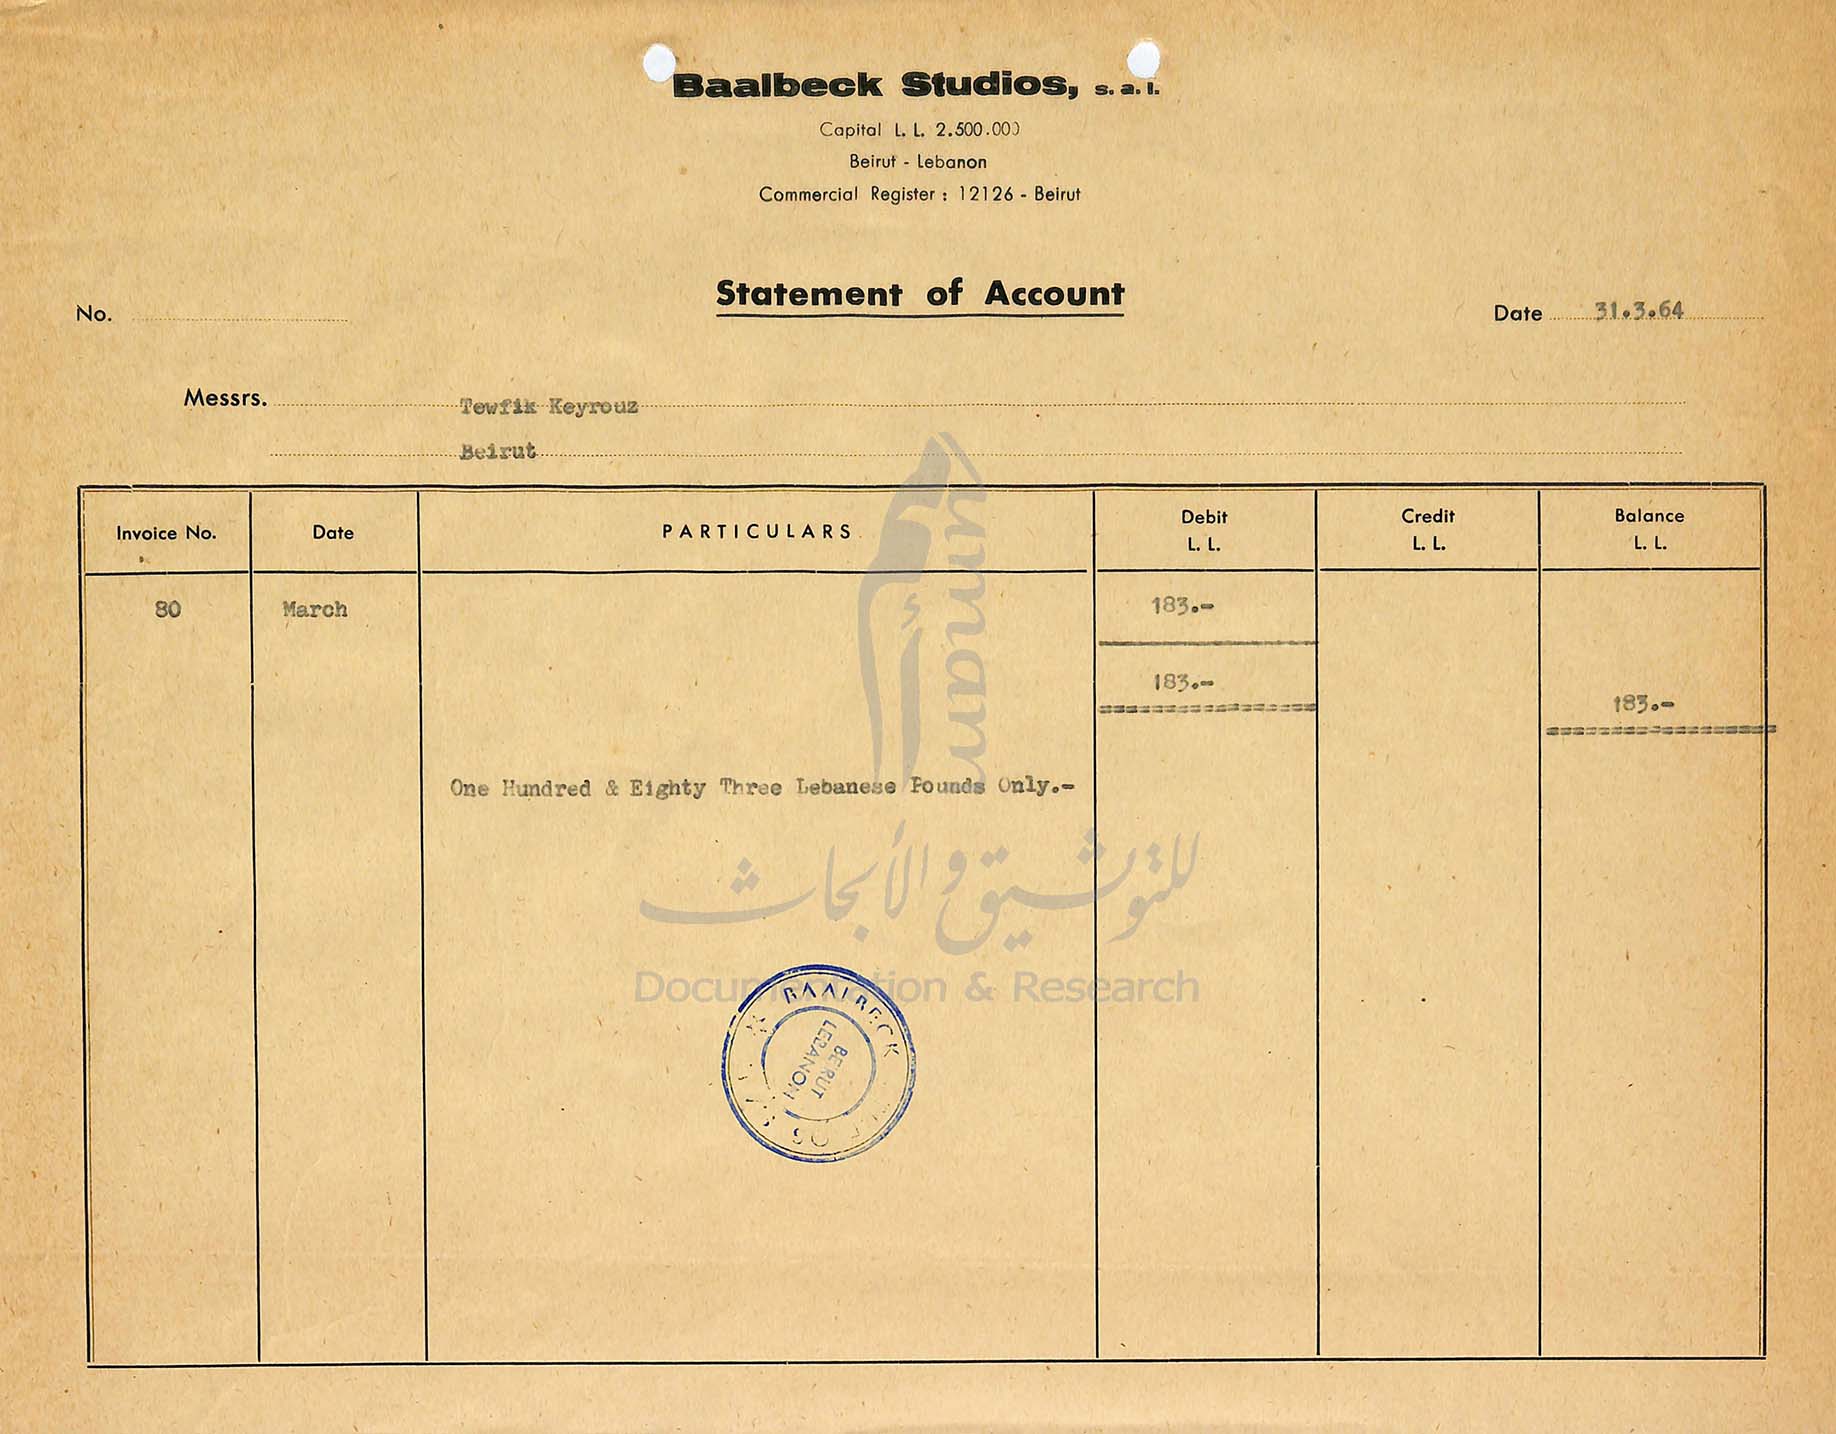 Baalbeck Studios, s.a.l.
Capital L. L. 2.500.000
Beirut - Lebanon
Commercial Register : 12126 - Beirut
Statement of Account
No.
Date 31.3.64
Messrs. Tewfik Keyrouz
Beirut
Invoice No. Date PARTICULARS Debit L. L. Credit L. L. Balance L. L.
80 March 183.-
183.-
183.-
One Hundred & Eighty Three Lebanese Pounds Only.-
umam
أمم
للتوثيق والأبحاث
Documentation & Research
BAALBECK
BEIRUT
LEBANON